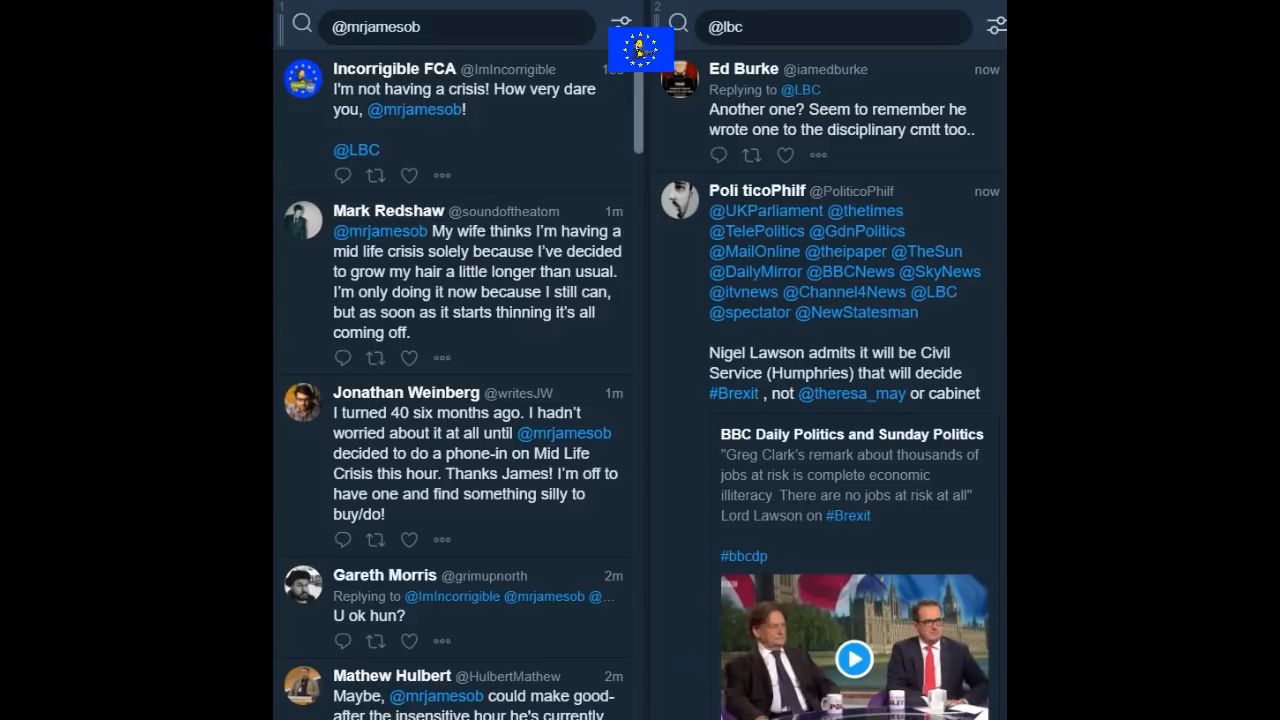 1
@mrjamesob
Incorrigible FCA @ImIncorrigible
I'm not having a crisis! How very dare
you, @mrjamesob!
@LBC
Mark Redshaw @soundoftheatom 1m
@mrjamesob My wife thinks I'm having a
mid life crisis solely because I've decided
to grow my hair a little longer than usual.
I'm only doing it now because I still can,
but as soon as it starts thinning it's all
coming off.
Jonathan Weinberg @writesJW 1m
I turned 40 six months ago. I hadn't
worried about it at all until @mrjamesob
decided to do a phone-in on Mid Life
Crisis this hour. Thanks James! I'm off to
have one and find something silly to
buy/do!
Gareth Morris @grimupnorth 2m
Replying to @ImIncorrigible @mrjamesob @...
U ok hun?
Mathew Hulbert @HulbertMathew 2m
Maybe, @mrjamesob could make good-
after the insensitive hour he's currently
2
@lbc
Ed Burke @iamedburke now
Replying to @LBC
Another one? Seem to remember he
wrote one to the disciplinary cmtt too..
Poli ticoPhilf @PoliticoPhilf now
@UKParliament @thetimes
@TelePolitics @GdnPolitics
@MailOnline @theipaper @TheSun
@DailyMirror @BBCNews @SkyNews
@itvnews @Channel4News @LBC
@spectator @NewStatesman
Nigel Lawson admits it will be Civil
Service (Humphries) that will decide
#Brexit , not @theresa_may or cabinet
BBC Daily Politics and Sunday Politics
"Greg Clark's remark about thousands of
jobs at risk is complete economic
illiteracy. There are no jobs at risk at all"
Lord Lawson on #Brexit
#bbcdp